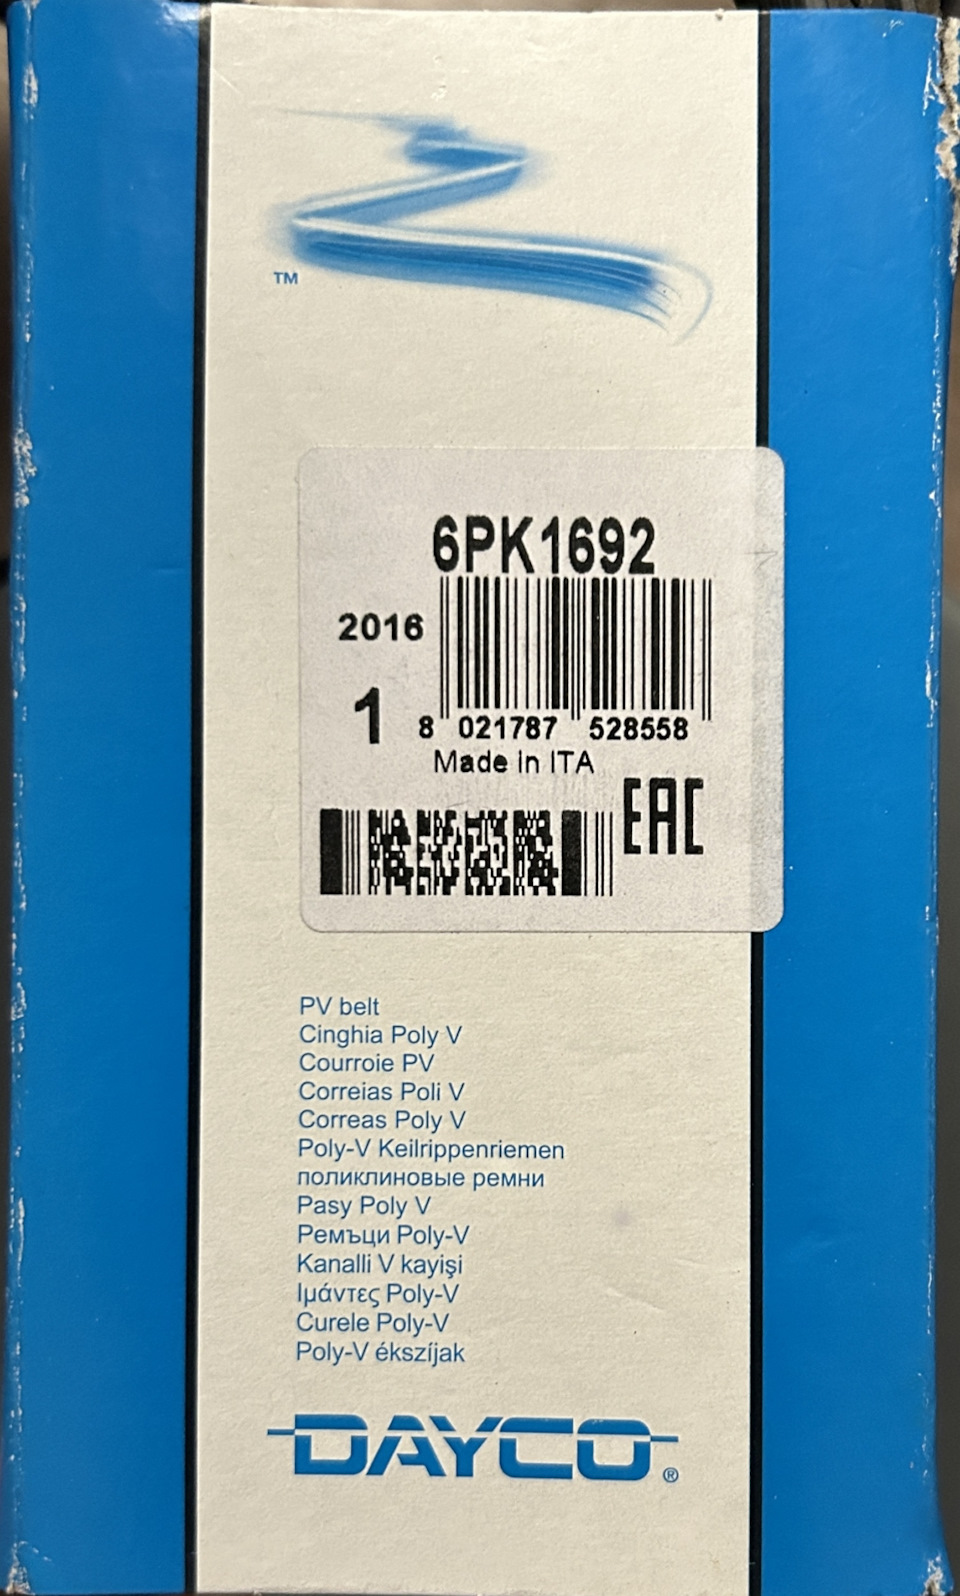 TM
6PK1692
2016
1
8 021787 528558
Made in ITA
EAC
PV belt
Cinghia Poly V
Courroie PV
Correias Poli V
Correas Poly V
Poly-V Keilrippenriemen
поликлиновые ремни
Pasy Poly V
Ремъци Poly-V
Kanalli V kayişi
Ιμάντες Poly-V
Curele Poly-V
Poly-V ékszíjak
DAYCO®